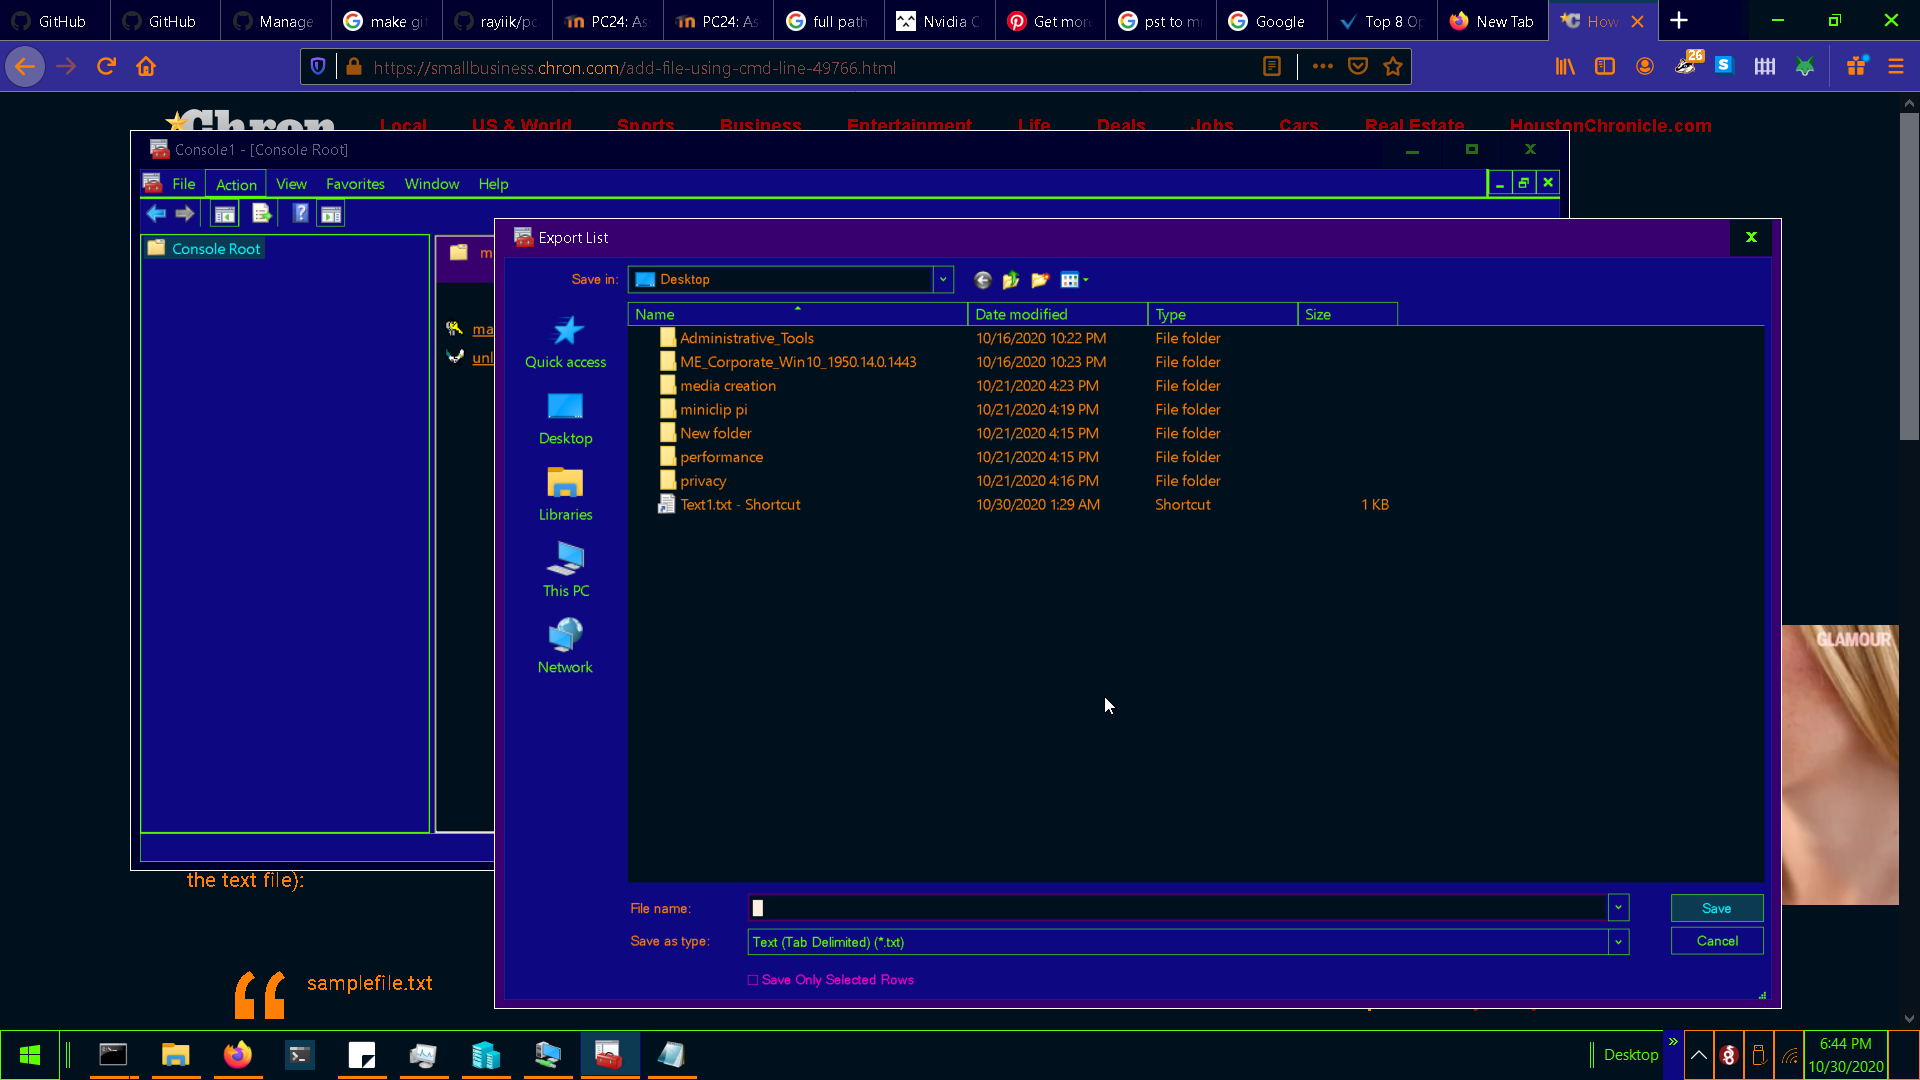 GitHub
GitHub
Manage
make git
rayiik/pc
PC24: As
PC24: As
full path
Nvidia C
Get more
pst to m
Google
Top 8 Op
New Tab
How
https://smallbusiness.chron.com/add-file-using-cmd-line-49766.html
26
Chron
Local US & World Sports Business Entertainment Life Deals Jobs Cars Real Estate HoustonChronicle.com
Console1 - [Console Root]
File Action View Favorites Window Help
Console Root
m
ma
unl
Export List
Save in: Desktop
Quick access
Desktop
Libraries
This PC
Network
Name Date modified Type Size
Administrative_Tools 10/16/2020 10:22 PM File folder
ME_Corporate_Win10_1950.14.0.1443 10/16/2020 10:23 PM File folder
media creation 10/21/2020 4:23 PM File folder
miniclip pi 10/21/2020 4:19 PM File folder
New folder 10/21/2020 4:15 PM File folder
performance 10/21/2020 4:15 PM File folder
privacy 10/21/2020 4:16 PM File folder
Text1.txt - Shortcut 10/30/2020 1:29 AM Shortcut 1 KB
File name:
Save
Save as type: Text (Tab Delimited) (*.txt)
Cancel
Save Only Selected Rows
GLAMOUR
the text file):
samplefile.txt
Desktop
6:44 PM
10/30/2020